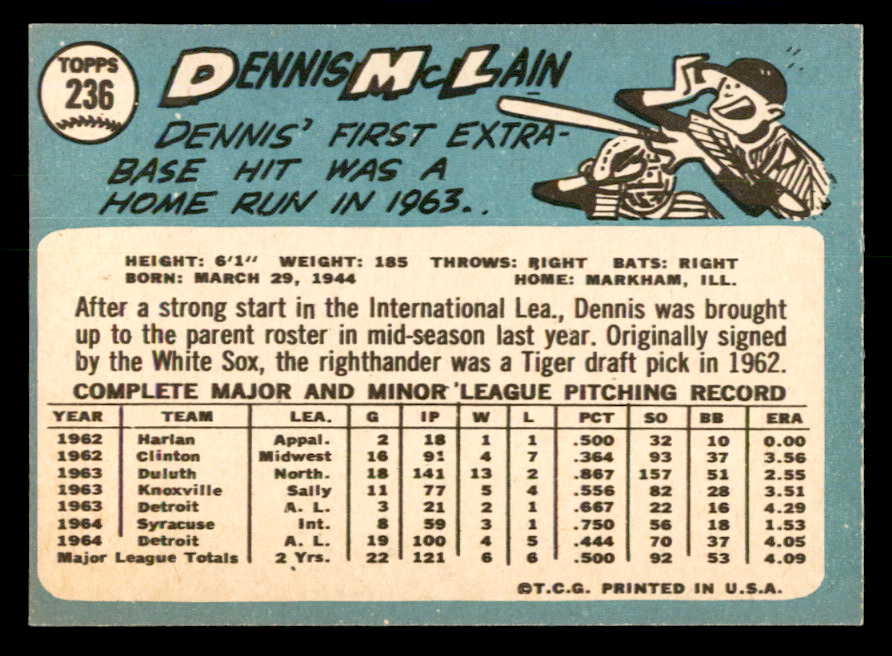 TOPPS
236
DENNIS McLAIN
DENNIS' FIRST EXTRA-
BASE HIT WAS A
HOME RUN IN 1963..
HEIGHT: 6'1" WEIGHT: 185 THROWS: RIGHT BATS: RIGHT
BORN: MARCH 29, 1944 HOME: MARKHAM, ILL.
After a strong start in the International Lea., Dennis was brought
up to the parent roster in mid-season last year. Originally signed
by the White Sox, the righthander was a Tiger draft pick in 1962.
COMPLETE MAJOR AND MINOR LEAGUE PITCHING RECORD
YEAR TEAM LEA. G IP W L PCT SO BB ERA
1962 Harlan Appal. 2 18 1 1 .500 32 10 0.00
1962 Clinton Midwest 16 91 4 7 .364 93 37 3.56
1963 Duluth North. 18 141 13 2 .867 157 51 2.55
1963 Knoxville Sally 11 77 5 4 .556 82 28 3.51
1963 Detroit A. L. 3 21 2 1 .667 22 16 4.29
1964 Syracuse Int. 8 59 3 1 .750 56 18 1.53
1964 Detroit A. L. 19 100 4 5 .444 70 37 4.05
Major League Totals 2 Yrs. 22 121 6 6 .500 92 53 4.09
©T.C.G. PRINTED IN U.S.A.